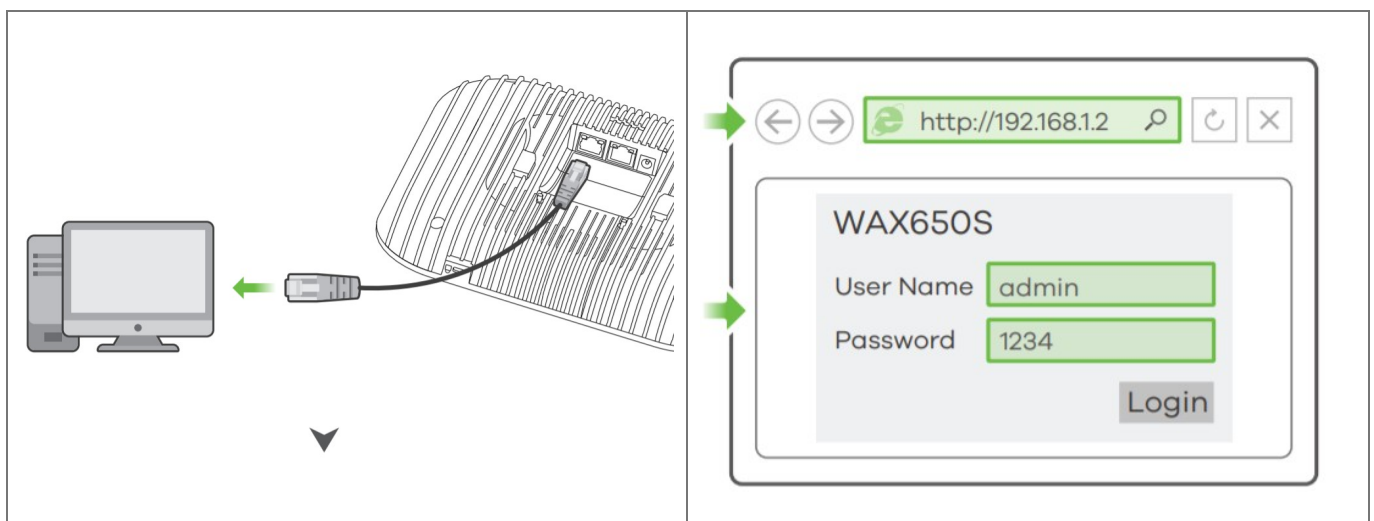 http://192.168.1.2
WAX650S
User Name admin
Password 1234
Login